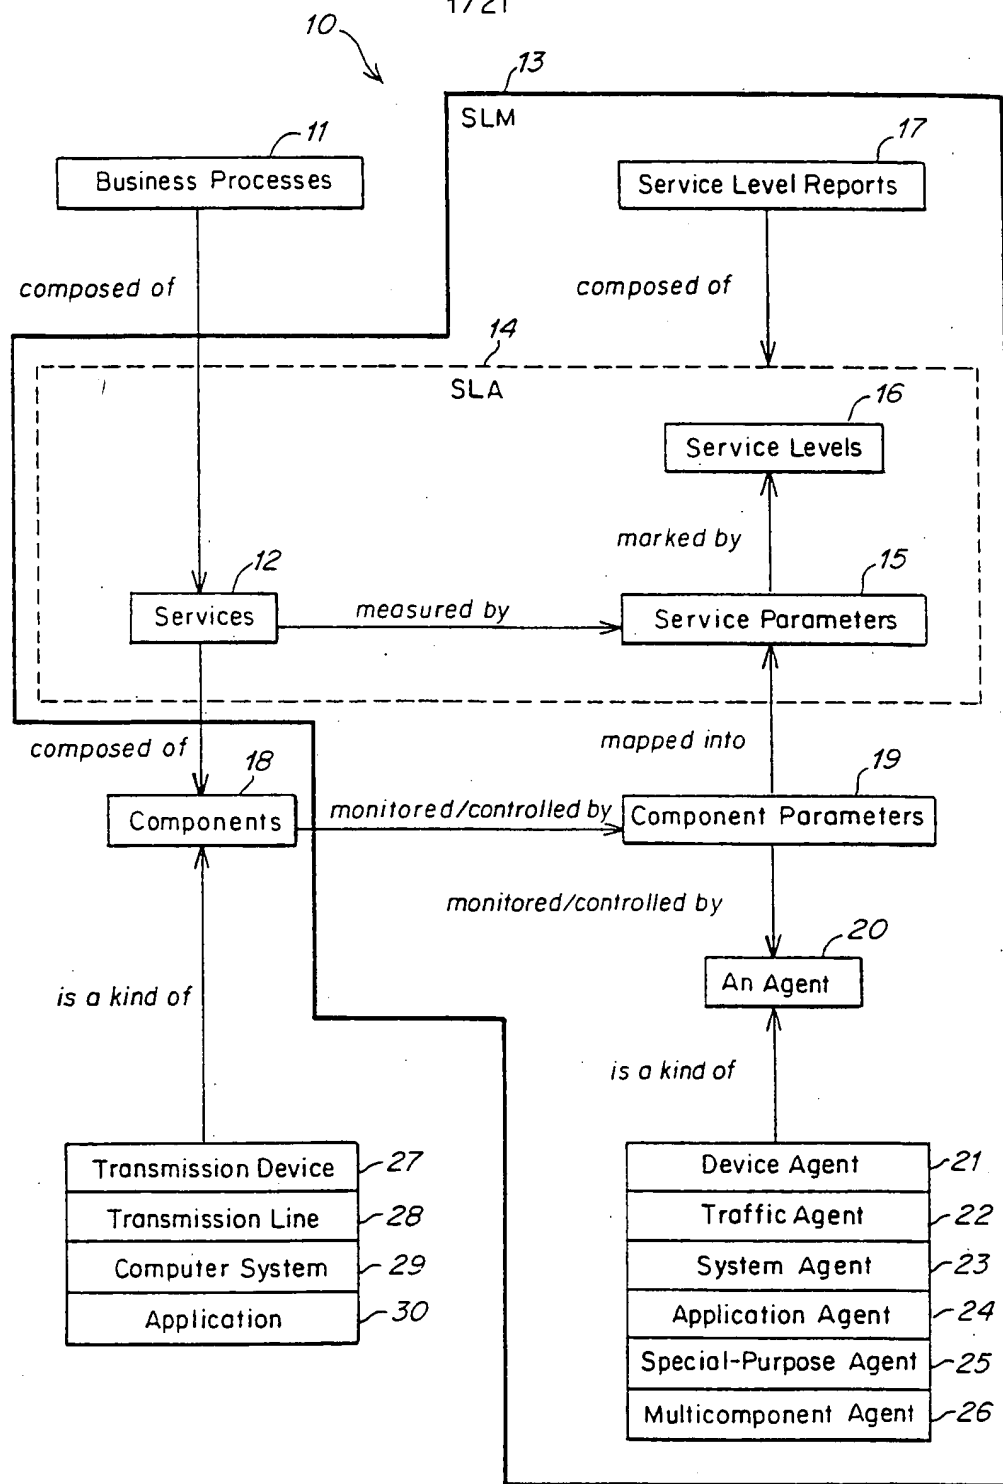 1/21
10
13
SLM
11
Business Processes
17
Service Level Reports
composed of
composed of
14
SLA
16
Service Levels
marked by
12
Services
measured by
15
Service Parameters
composed of
mapped into
18
Components
monitored/controlled by
19
Component Parameters
monitored/controlled by
20
An Agent
is a kind of
is a kind of
Transmission Device 27
Transmission Line 28
Computer System 29
Application 30
Device Agent 21
Traffic Agent 22
System Agent 23
Application Agent 24
Special-Purpose Agent 25
Multicomponent Agent 26